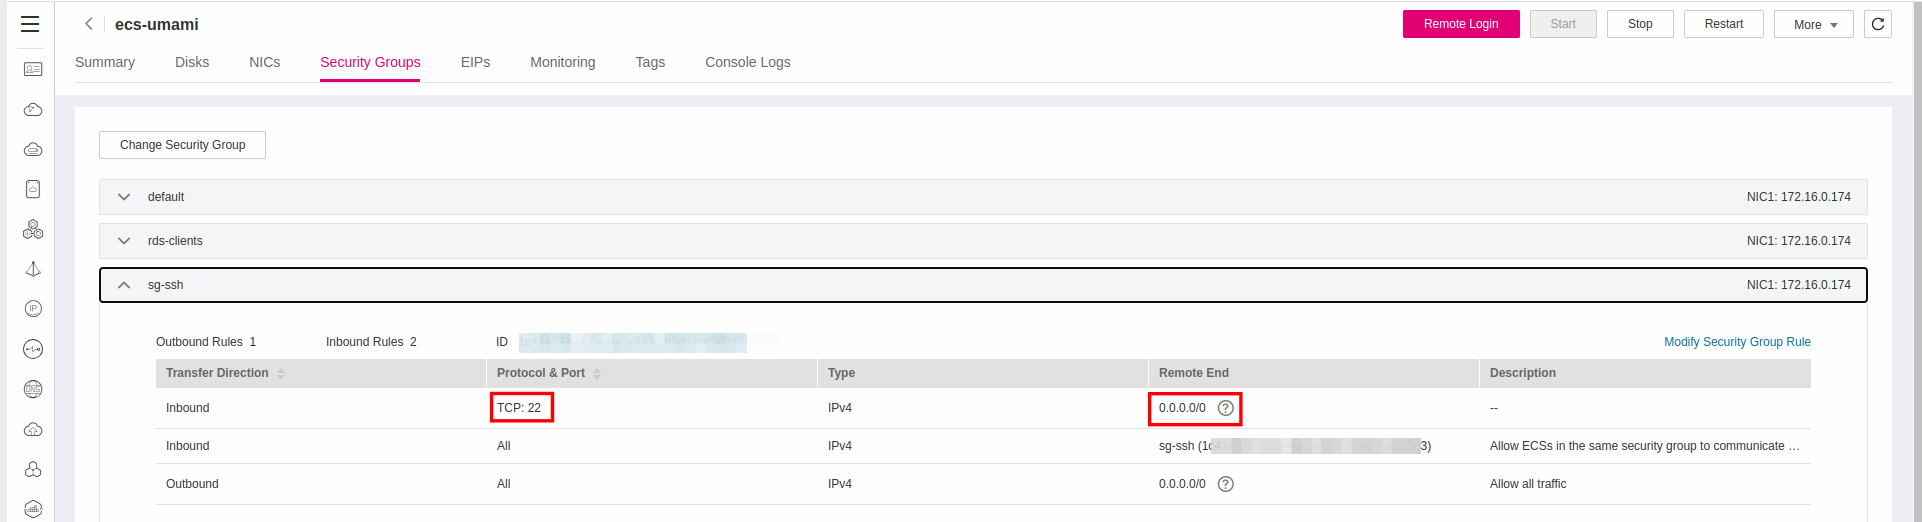 ecs-umami
Remote Login Start Stop Restart More
Summary Disks NICs Security Groups EIPs Monitoring Tags Console Logs
Change Security Group
default NIC1: 172.16.0.174
rds-clients NIC1: 172.16.0.174
sg-ssh NIC1: 172.16.0.174
Outbound Rules 1 Inbound Rules 2 ID Modify Security Group Rule
Transfer Direction Protocol & Port Type Remote End Description
Inbound TCP: 22 IPv4 0.0.0.0/0 ? --
Inbound All IPv4 sg-ssh (1c4 3) Allow ECSs in the same security group to communicate ...
Outbound All IPv4 0.0.0.0/0 ? Allow all traffic
IP
DNS